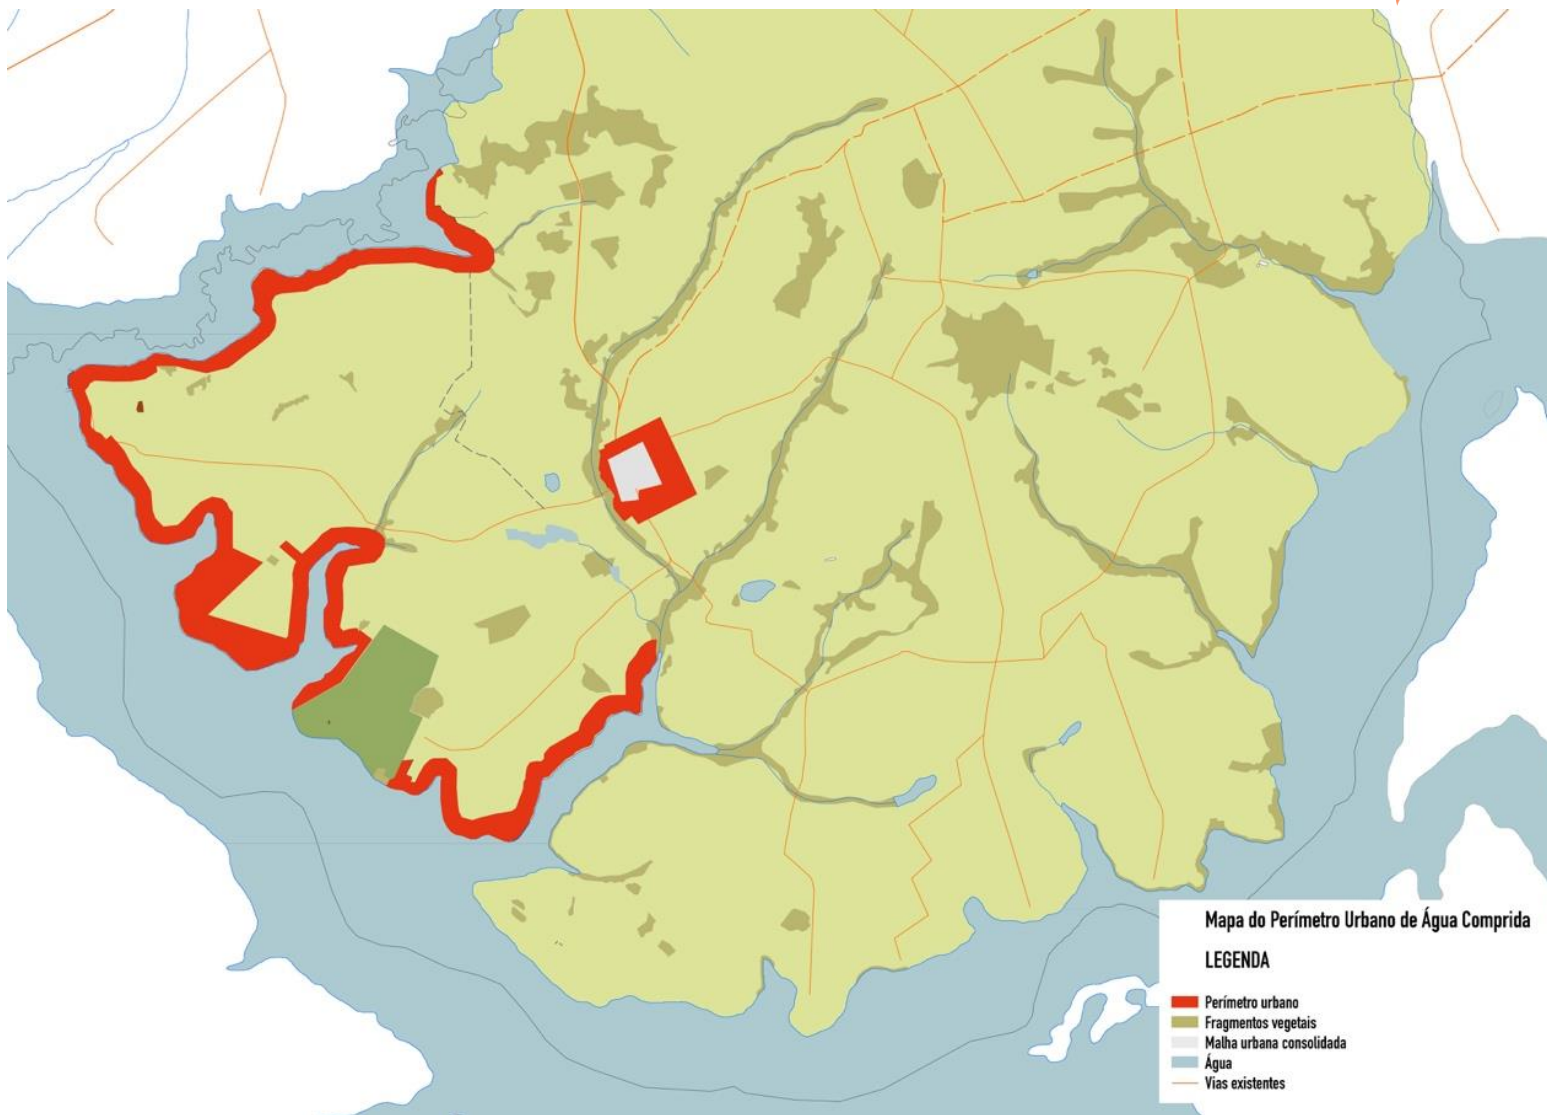 Mapa do Perímetro Urbano de Água Comprida
LEGENDA
Perímetro urbano
Fragmentos vegetais
Malha urbana consolidada
Água
Vias existentes